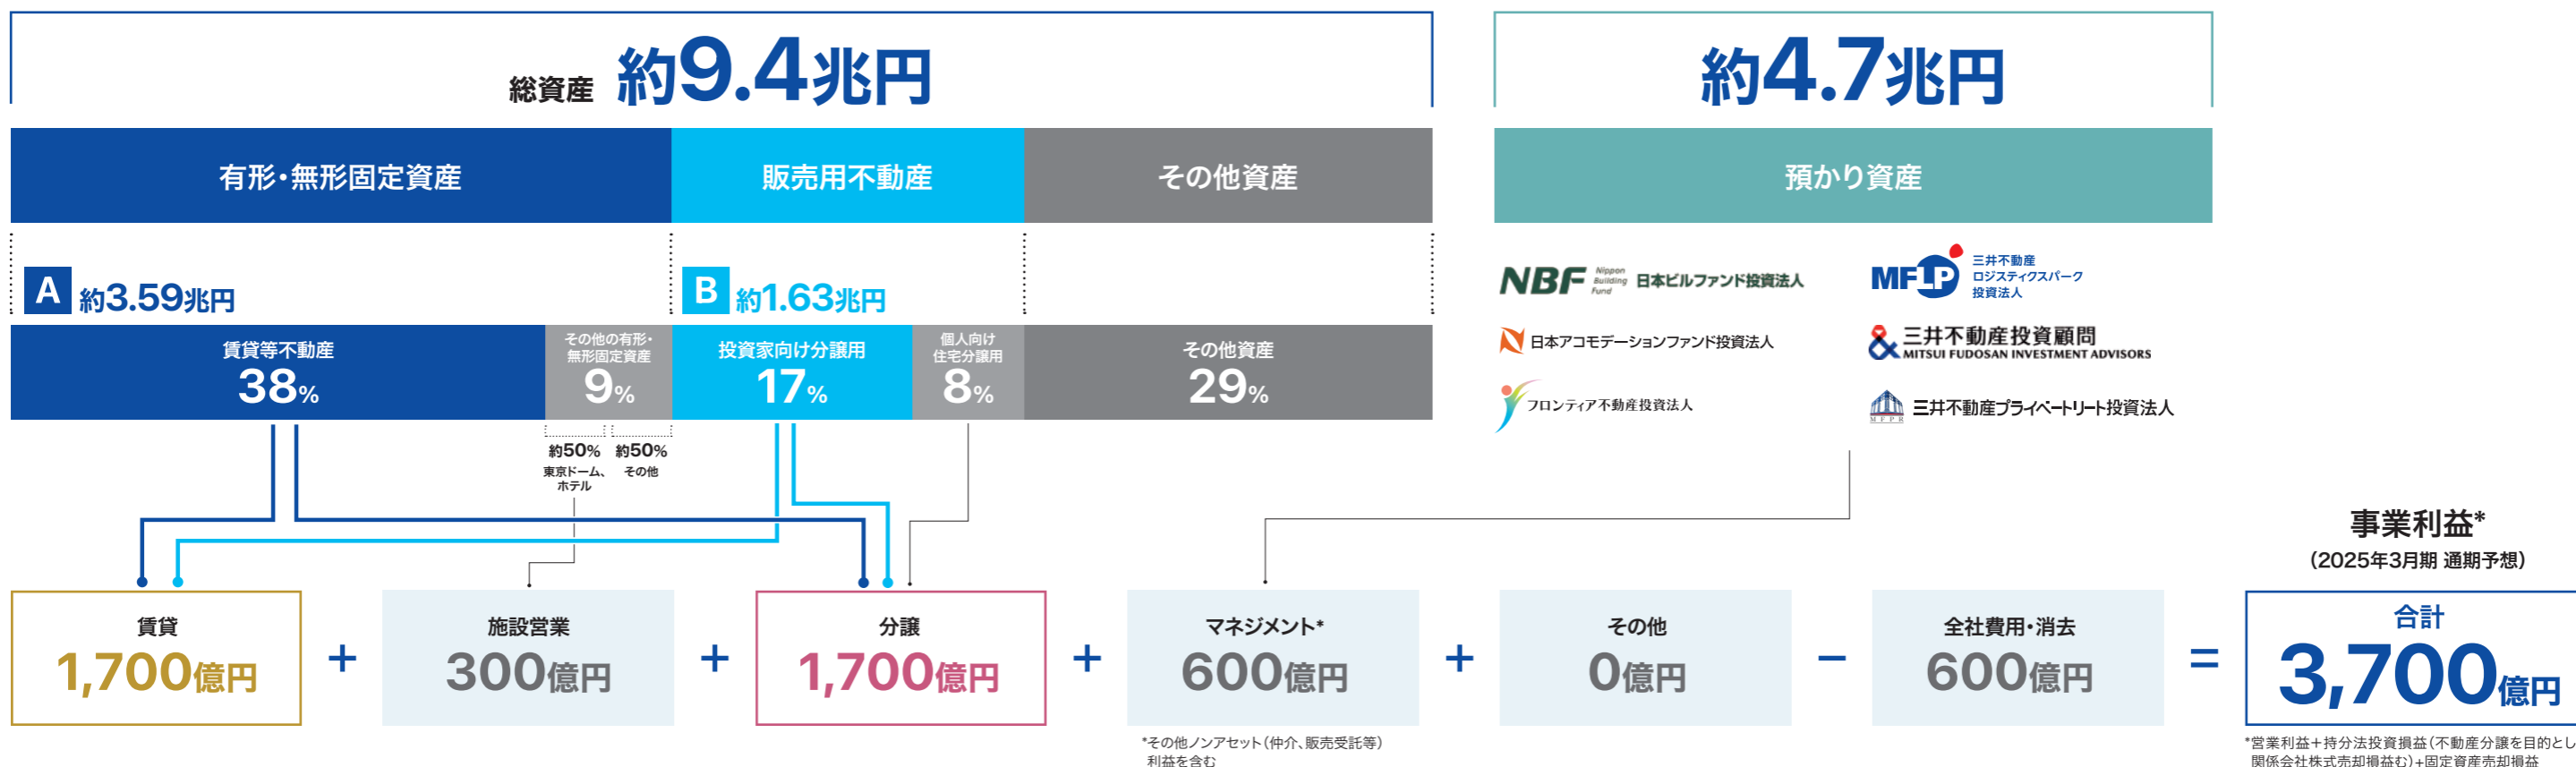 総資産 約9.4兆円
約4.7兆円
有形・無形固定資産
販売用不動産
その他資産
預かり資産
A 約3.59兆円
B 約1.63兆円
賃貸等不動産
38%
その他の有形・
無形固定資産
9%
投資家向け分譲用
17%
個人向け
住宅分譲用
8%
その他資産
29%
NBF Nippon
Building
Fund
日本ビルファンド投資法人
MFLP
三井不動産
ロジスティクスパーク
投資法人
日本アコモデーションファンド投資法人
三井不動産投資顧問
MITSUI FUDOSAN INVESTMENT ADVISORS
フロンティア不動産投資法人
MFPR
三井不動産プライベートリート投資法人
約50%
東京ドーム、
ホテル
約50%
その他
事業利益*
(2025年3月期 通期予想)
賃貸
1,700億円
+
施設営業
300億円
+
分譲
1,700億円
+
マネジメント*
600億円
+
その他
0億円
−
全社費用・消去
600億円
=
合計
3,700億円
*その他ノンアセット(仲介、販売受託等)
利益を含む
*営業利益+持分法投資損益(不動産分譲を目的とし
関係会社株式売却損益む)+固定資産売却損益